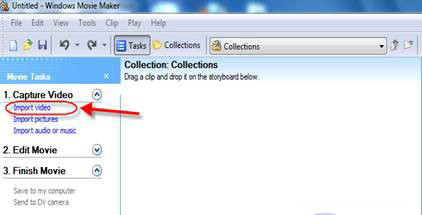 Untitled - Windows Movie Maker
File Edit View Tools Clip Play Help
Tasks Collections Collections
Movie Tasks x
Collection: Collections
Drag a clip and drop it on the storyboard below.
1. Capture Video
Import video
Import pictures
Import audio or music
2. Edit Movie
3. Finish Movie
Save to my computer
Send to DV camera